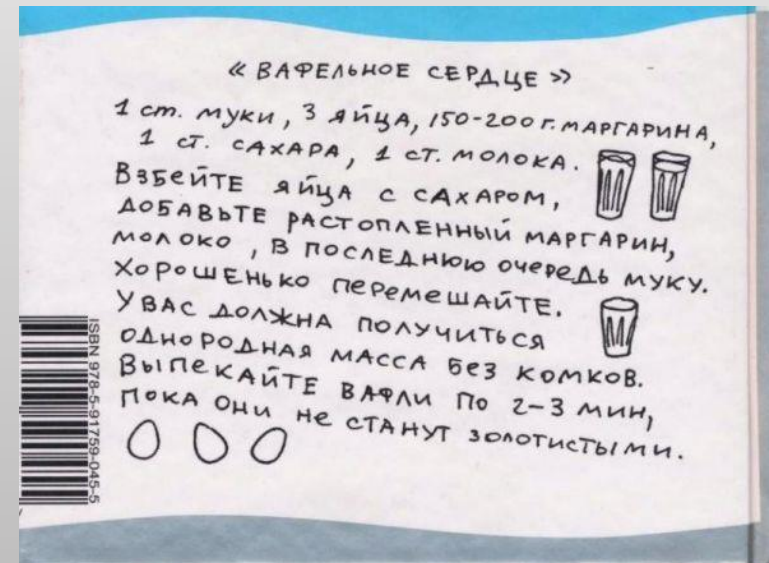 « ВАФЕЛЬНОЕ СЕРДЦЕ »
1 ст. муки, 3 яйца, 150-200 г. маргарина,
1 ст. сахара, 1 ст. молока.
Взбейте яйца с сахаром,
добавьте растопленный маргарин,
молоко, в последнюю очередь муку.
Хорошенько перемешайте.
У вас должна получиться
однородная масса без комков.
Выпекайте вафли по 2-3 мин,
пока они не станут золотистыми.
ISBN 978-5-91759-045-5